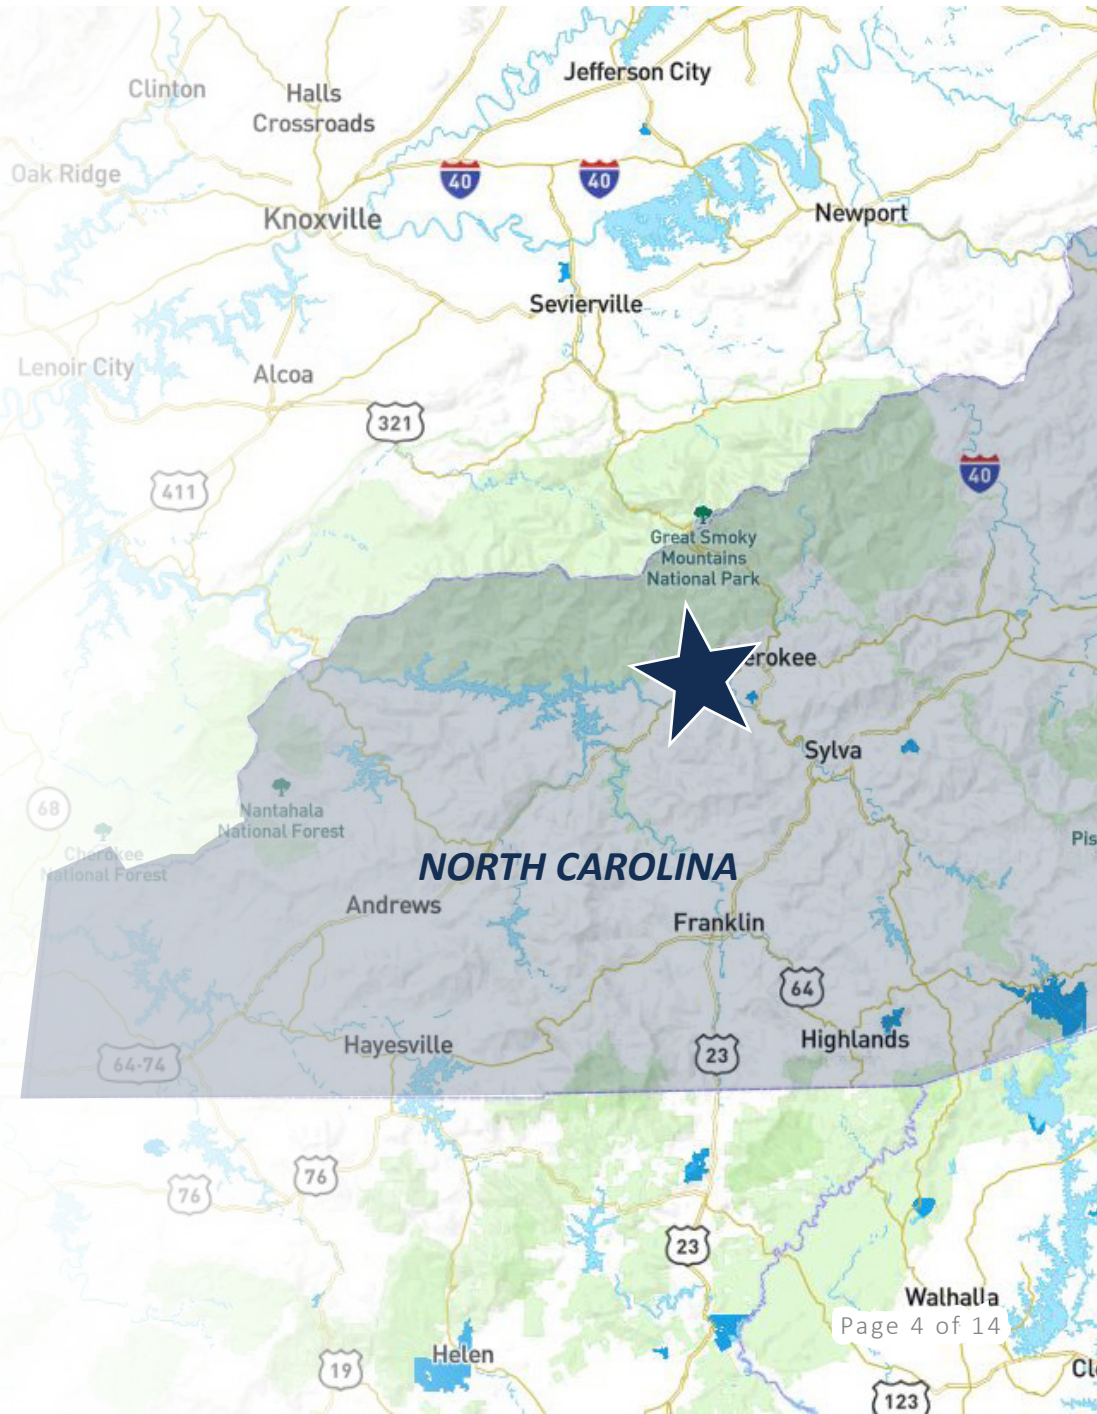 Jefferson City
Clinton
Halls
Crossroads
Oak Ridge
40
40
Knoxville
Newport
Sevierville
Lenoir City
Alcoa
321
40
411
Great Smoky
Mountains
National Park
erokee
Sylva
Nantahala
National Forest
68
Cherokee
National Forest
Pis
NORTH CAROLINA
Andrews
Franklin
64
Highlands
Hayesville
23
64-74
76
76
23
Walhalla
Page 4 of 14
Helen
19
Cl
123